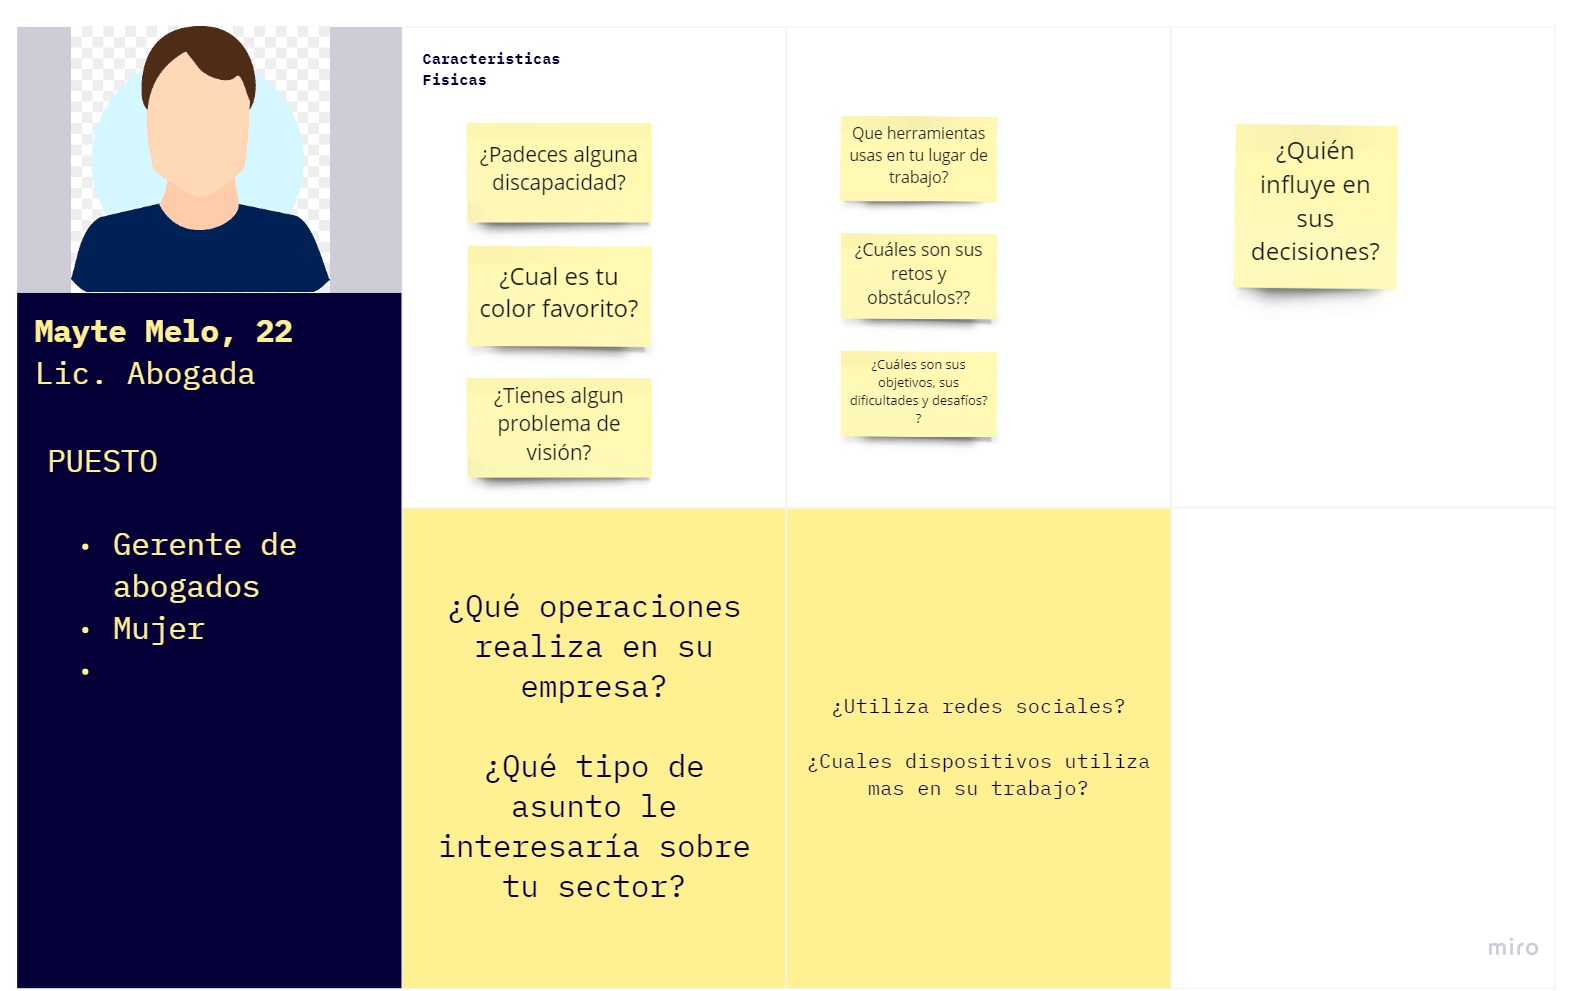 Mayte Melo, 22
Lic. Abogada
PUESTO
• Gerente de
abogados
• Mujer
•
Caracteristicas
Fisicas
¿Padeces alguna
discapacidad?
¿Cual es tu
color favorito?
¿Tienes algun
problema de
visión?
Que herramientas
usas en tu lugar de
trabajo?
¿Cuáles son sus
retos y
obstáculos??
¿Cuáles son sus
objetivos, sus
dificultades y desafíos?
?
¿Quién
influye en
sus
decisiones?
¿Qué operaciones
realiza en su
empresa?
¿Qué tipo de
asunto le
interesaría sobre
tu sector?
¿Utiliza redes sociales?
¿Cuales dispositivos utiliza
mas en su trabajo?
miro